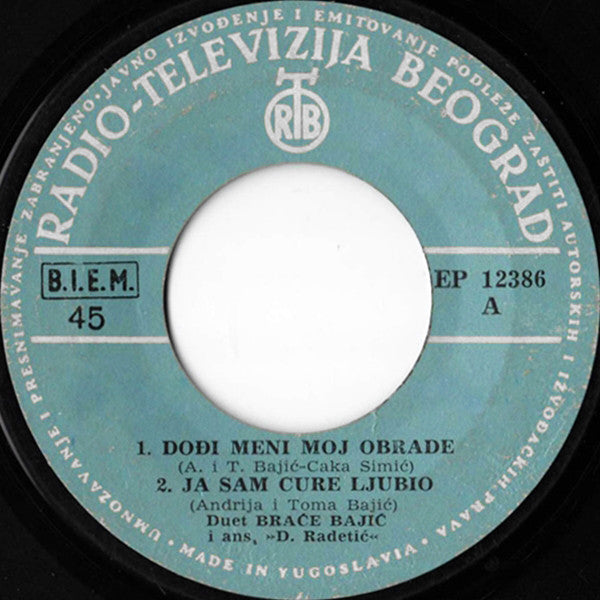 UMNOŽAVANJE I PRESNIMAVANJE ZABRANJENO·JAVNO IZVOĐENJE I EMITOVANJE PODLEŽE ZAŠTITI AUTORSKIH I IZVOĐAČKIH PRAVA·
RADIO-TELEVIZIJA BEOGRAD
RTB
B.I.E.M.
45
EP 12386
A
1. DOĐI MENI MOJ OBRADE
(A. i T. Bajić-Caka Simić)
2. JA SAM CURE LJUBIO
(Andrija i Toma Bajić)
Duet BRAĆE BAJIĆ
i ans, »D. Radetić«
·MADE IN YUGOSLAVIA·